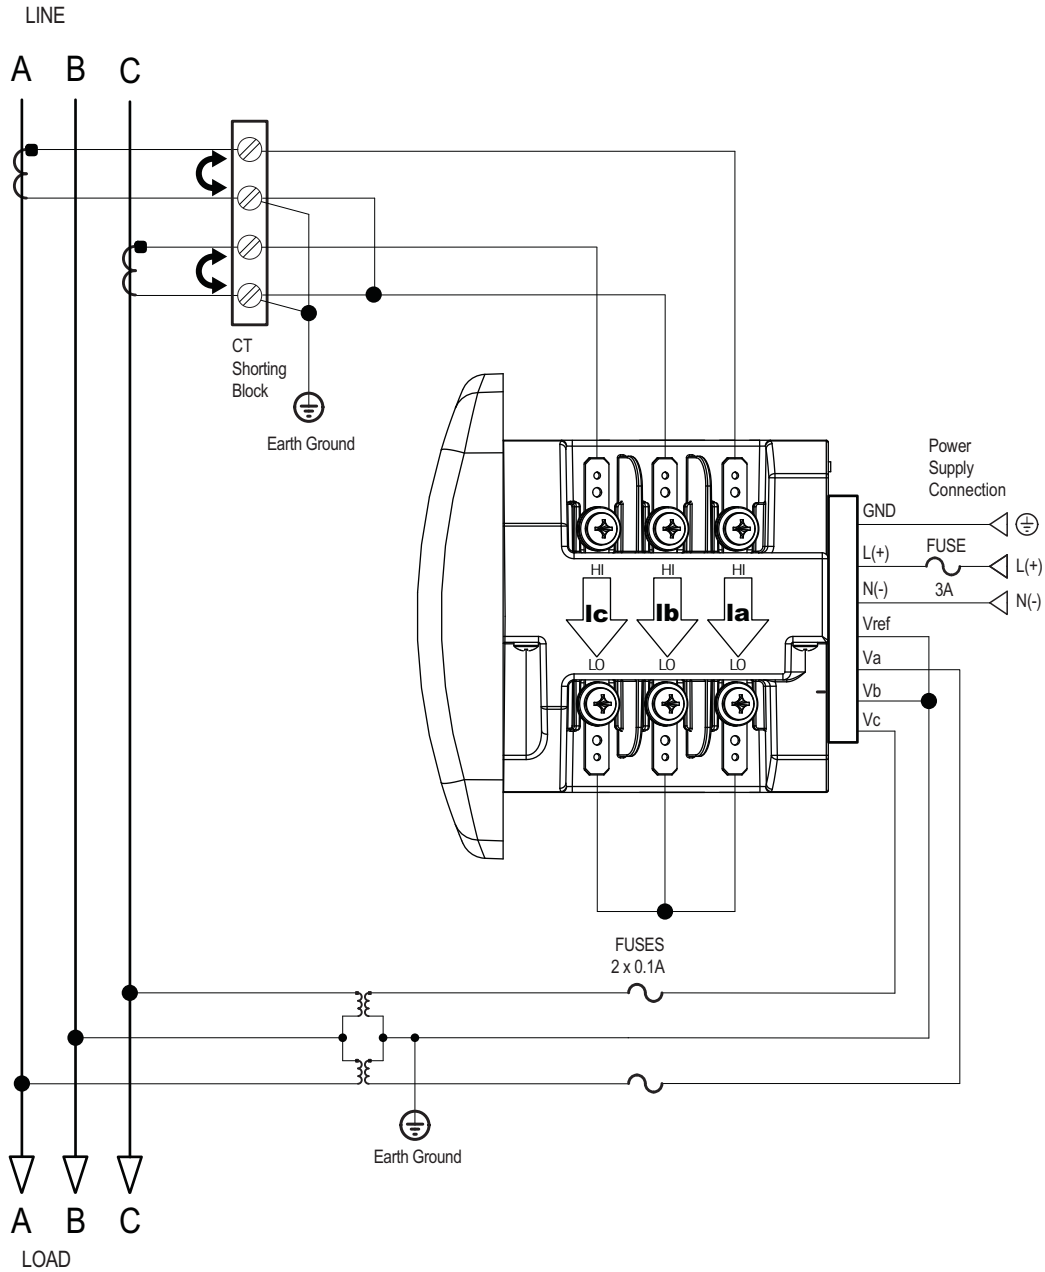 LINE
A B C
CT
Shorting
Block
Earth Ground
Power
Supply
Connection
GND
L(+)
FUSE
L(+)
N(-)
3A
N(-)
Vref
Va
Vb
Vc
HI HI HI
Ic Ib Ia
LO LO LO
FUSES
2 x 0.1A
Earth Ground
A B C
LOAD